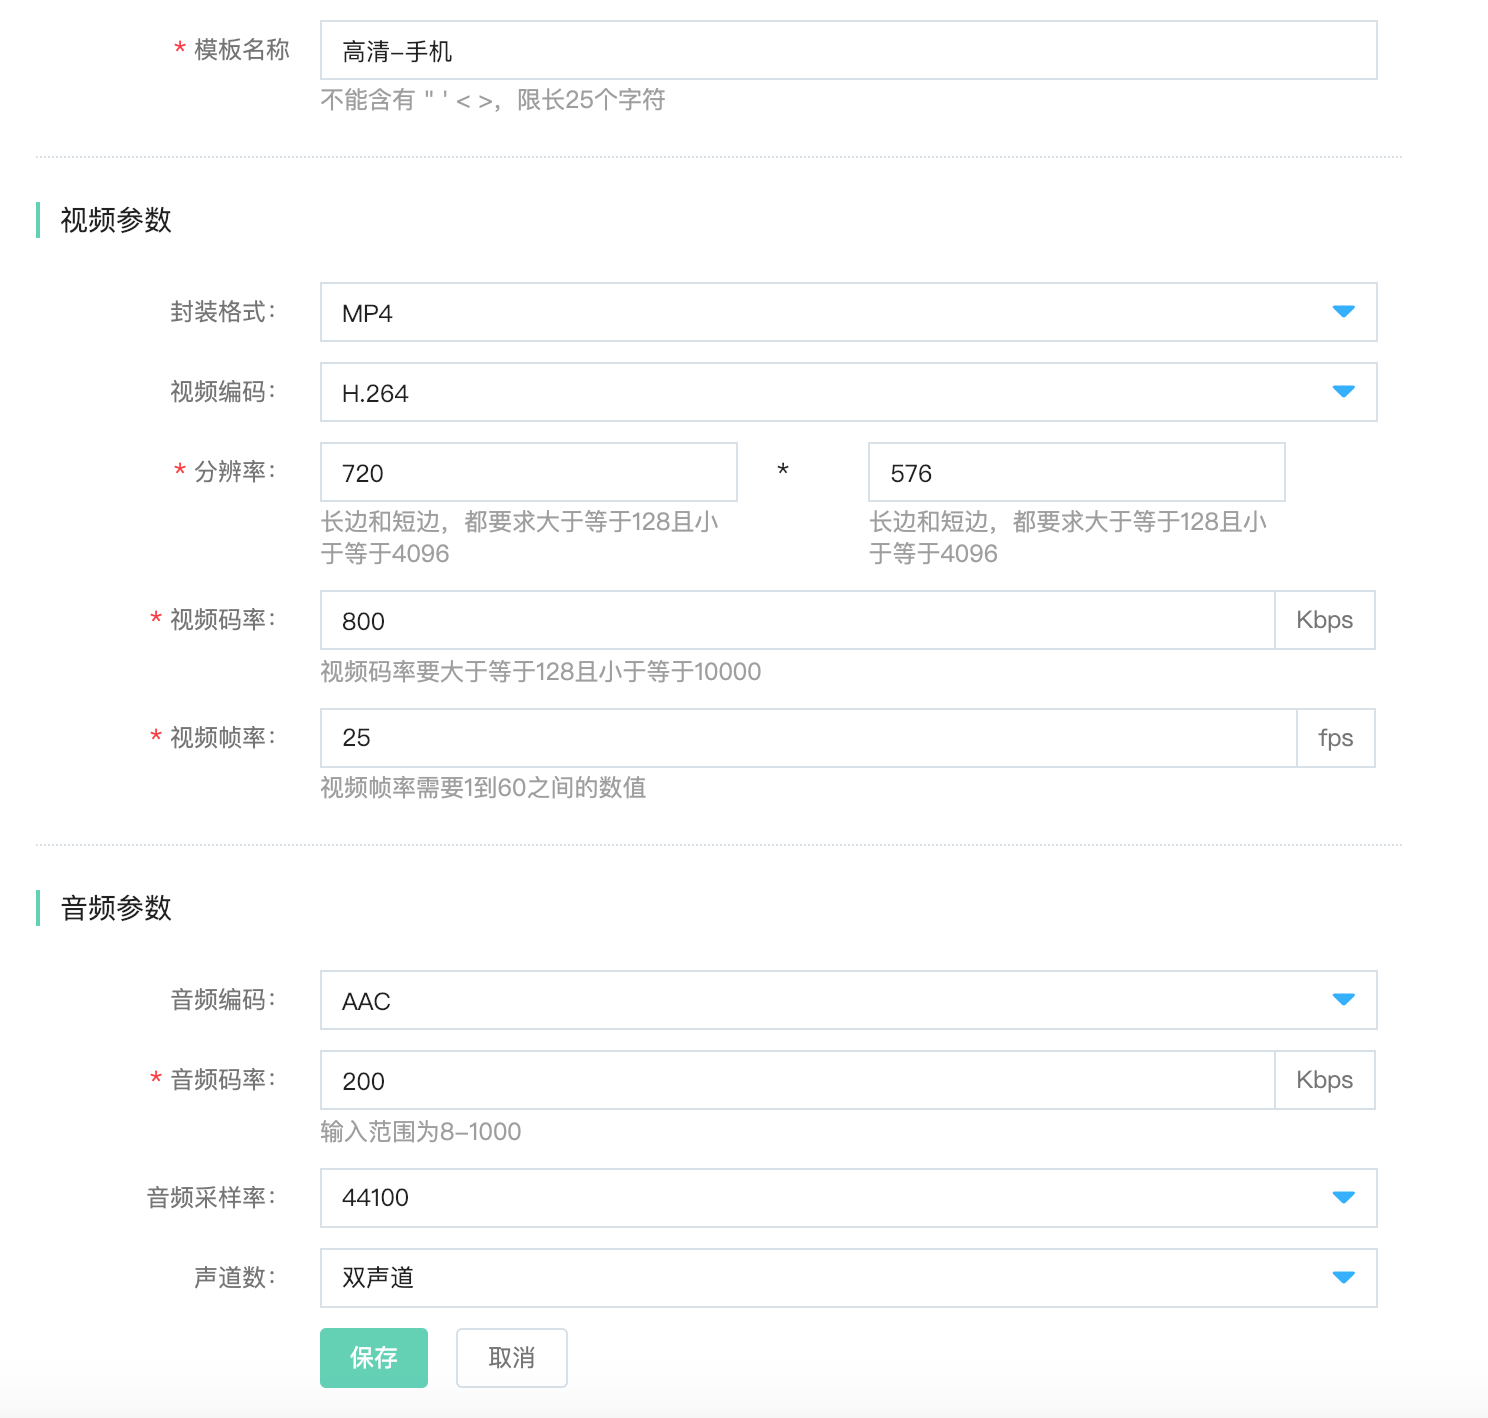 * 模板名称 高清-手机
不能含有 " ' < >，限长25个字符
视频参数
封装格式： MP4
视频编码： H.264
* 分辨率： 720 * 576
长边和短边，都要求大于等于128且小 长边和短边，都要求大于等于128且小
于等于4096 于等于4096
* 视频码率： 800 Kbps
视频码率要大于等于128且小于等于10000
* 视频帧率： 25 fps
视频帧率需要1到60之间的数值
音频参数
音频编码： AAC
* 音频码率： 200 Kbps
输入范围为8-1000
音频采样率： 44100
声道数： 双声道
保存 取消